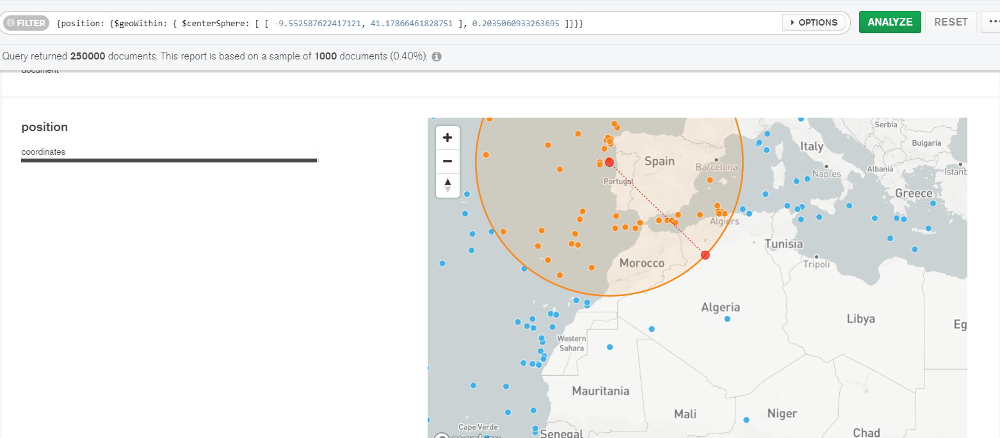 FILTER {position: {$geoWithin: { $centerSphere: [ [ -9.552587622417121, 41.17866461828751 ], 0.2035060933263695 ]}}} OPTIONS ANALYZE RESET ...
Query returned 250000 documents. This report is based on a sample of 1000 documents (0.40%).
document
position
coordinates
Serbia
Bulgaria
Italy
Spain
Barcelona
Albania
Istanb
Naples
Portugal
Greece
Algiers
Tunisia
Morocco
Tripoli
Algeria
Libya
Eg
Western
Sahara
Mauritania
Mali
Niger
Cape Verde
Senegal
Chad
mapbox